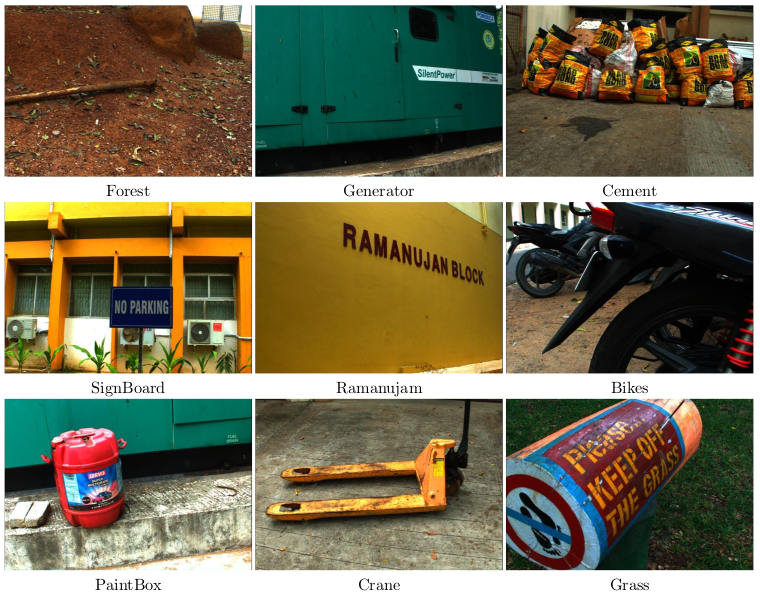 SilentPower
Forest
Generator
Cement
NO PARKING
RAMANUJAN BLOCK
SignBoard
Ramanujam
Bikes
PLEASE
KEEP OFF
THE GRASS
PaintBox
Crane
Grass